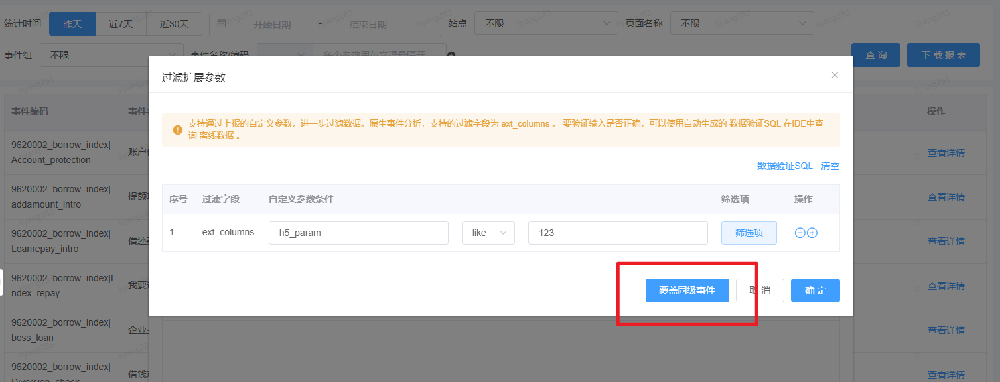 统计时间 昨天 近7天 近30天 开始日期 - 结束日期 站点 不限 页面名称 不限
事件组 不限 事件名称/编码 = 多个参数用英文逗号隔开 查询 下载报表
过滤扩展参数
支持通过上报的自定义参数，进一步过滤数据。原生事件分析，支持的过滤字段为 ext_columns 。 要验证输入是否正确，可以使用自动生成的 数据验证SQL 在IDE中查
询 离线数据 。
数据验证SQL 清空
序号 过滤字段 自定义参数条件 筛选项 操作
1 ext_columns h5_param like 123 筛选项
覆盖同级事件 取消 确定
事件编码 操作
9620002_borrow_index|
Account_protection
账户 查看详情
9620002_borrow_index|
addamount_intro
提额 查看详情
9620002_borrow_index|
Loanrepay_intro
借还 查看详情
9620002_borrow_index|I
ndex_repay
我要 查看详情
9620002_borrow_index|
boss_loan
企业 查看详情
9620002_borrow_index|
Diversion_check
借钱 查看详情
liyang283